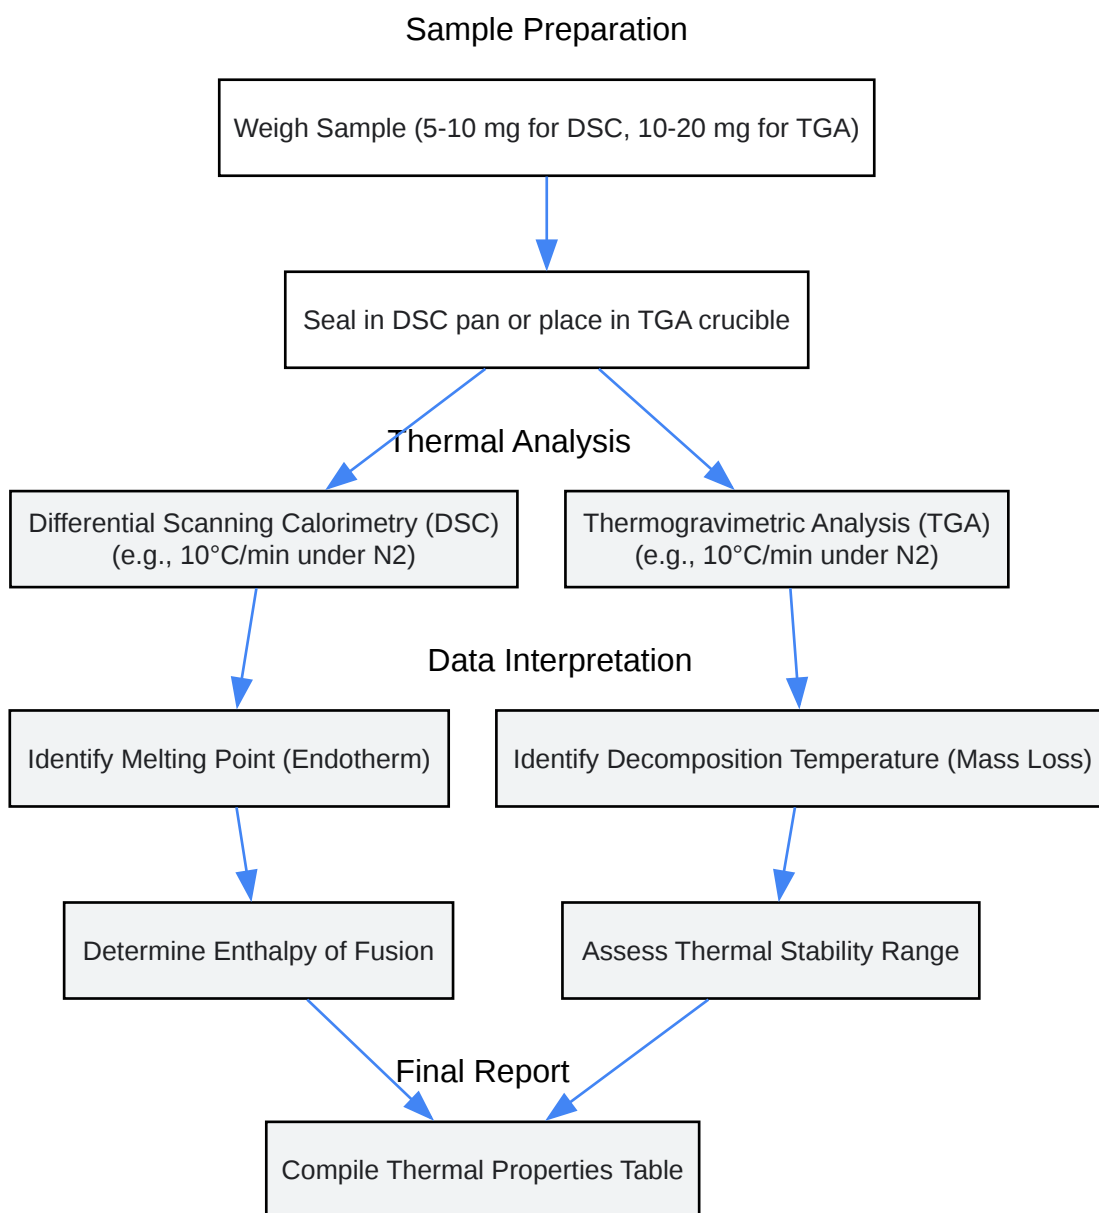 Sample Preparation
Weigh Sample (5-10 mg for DSC, 10-20 mg for TGA)
Seal in DSC pan or place in TGA crucible
Thermal Analysis
Differential Scanning Calorimetry (DSC)
(e.g., 10°C/min under N2)
Thermogravimetric Analysis (TGA)
(e.g., 10°C/min under N2)
Data Interpretation
Identify Melting Point (Endotherm)
Identify Decomposition Temperature (Mass Loss)
Determine Enthalpy of Fusion
Assess Thermal Stability Range
Final Report
Compile Thermal Properties Table